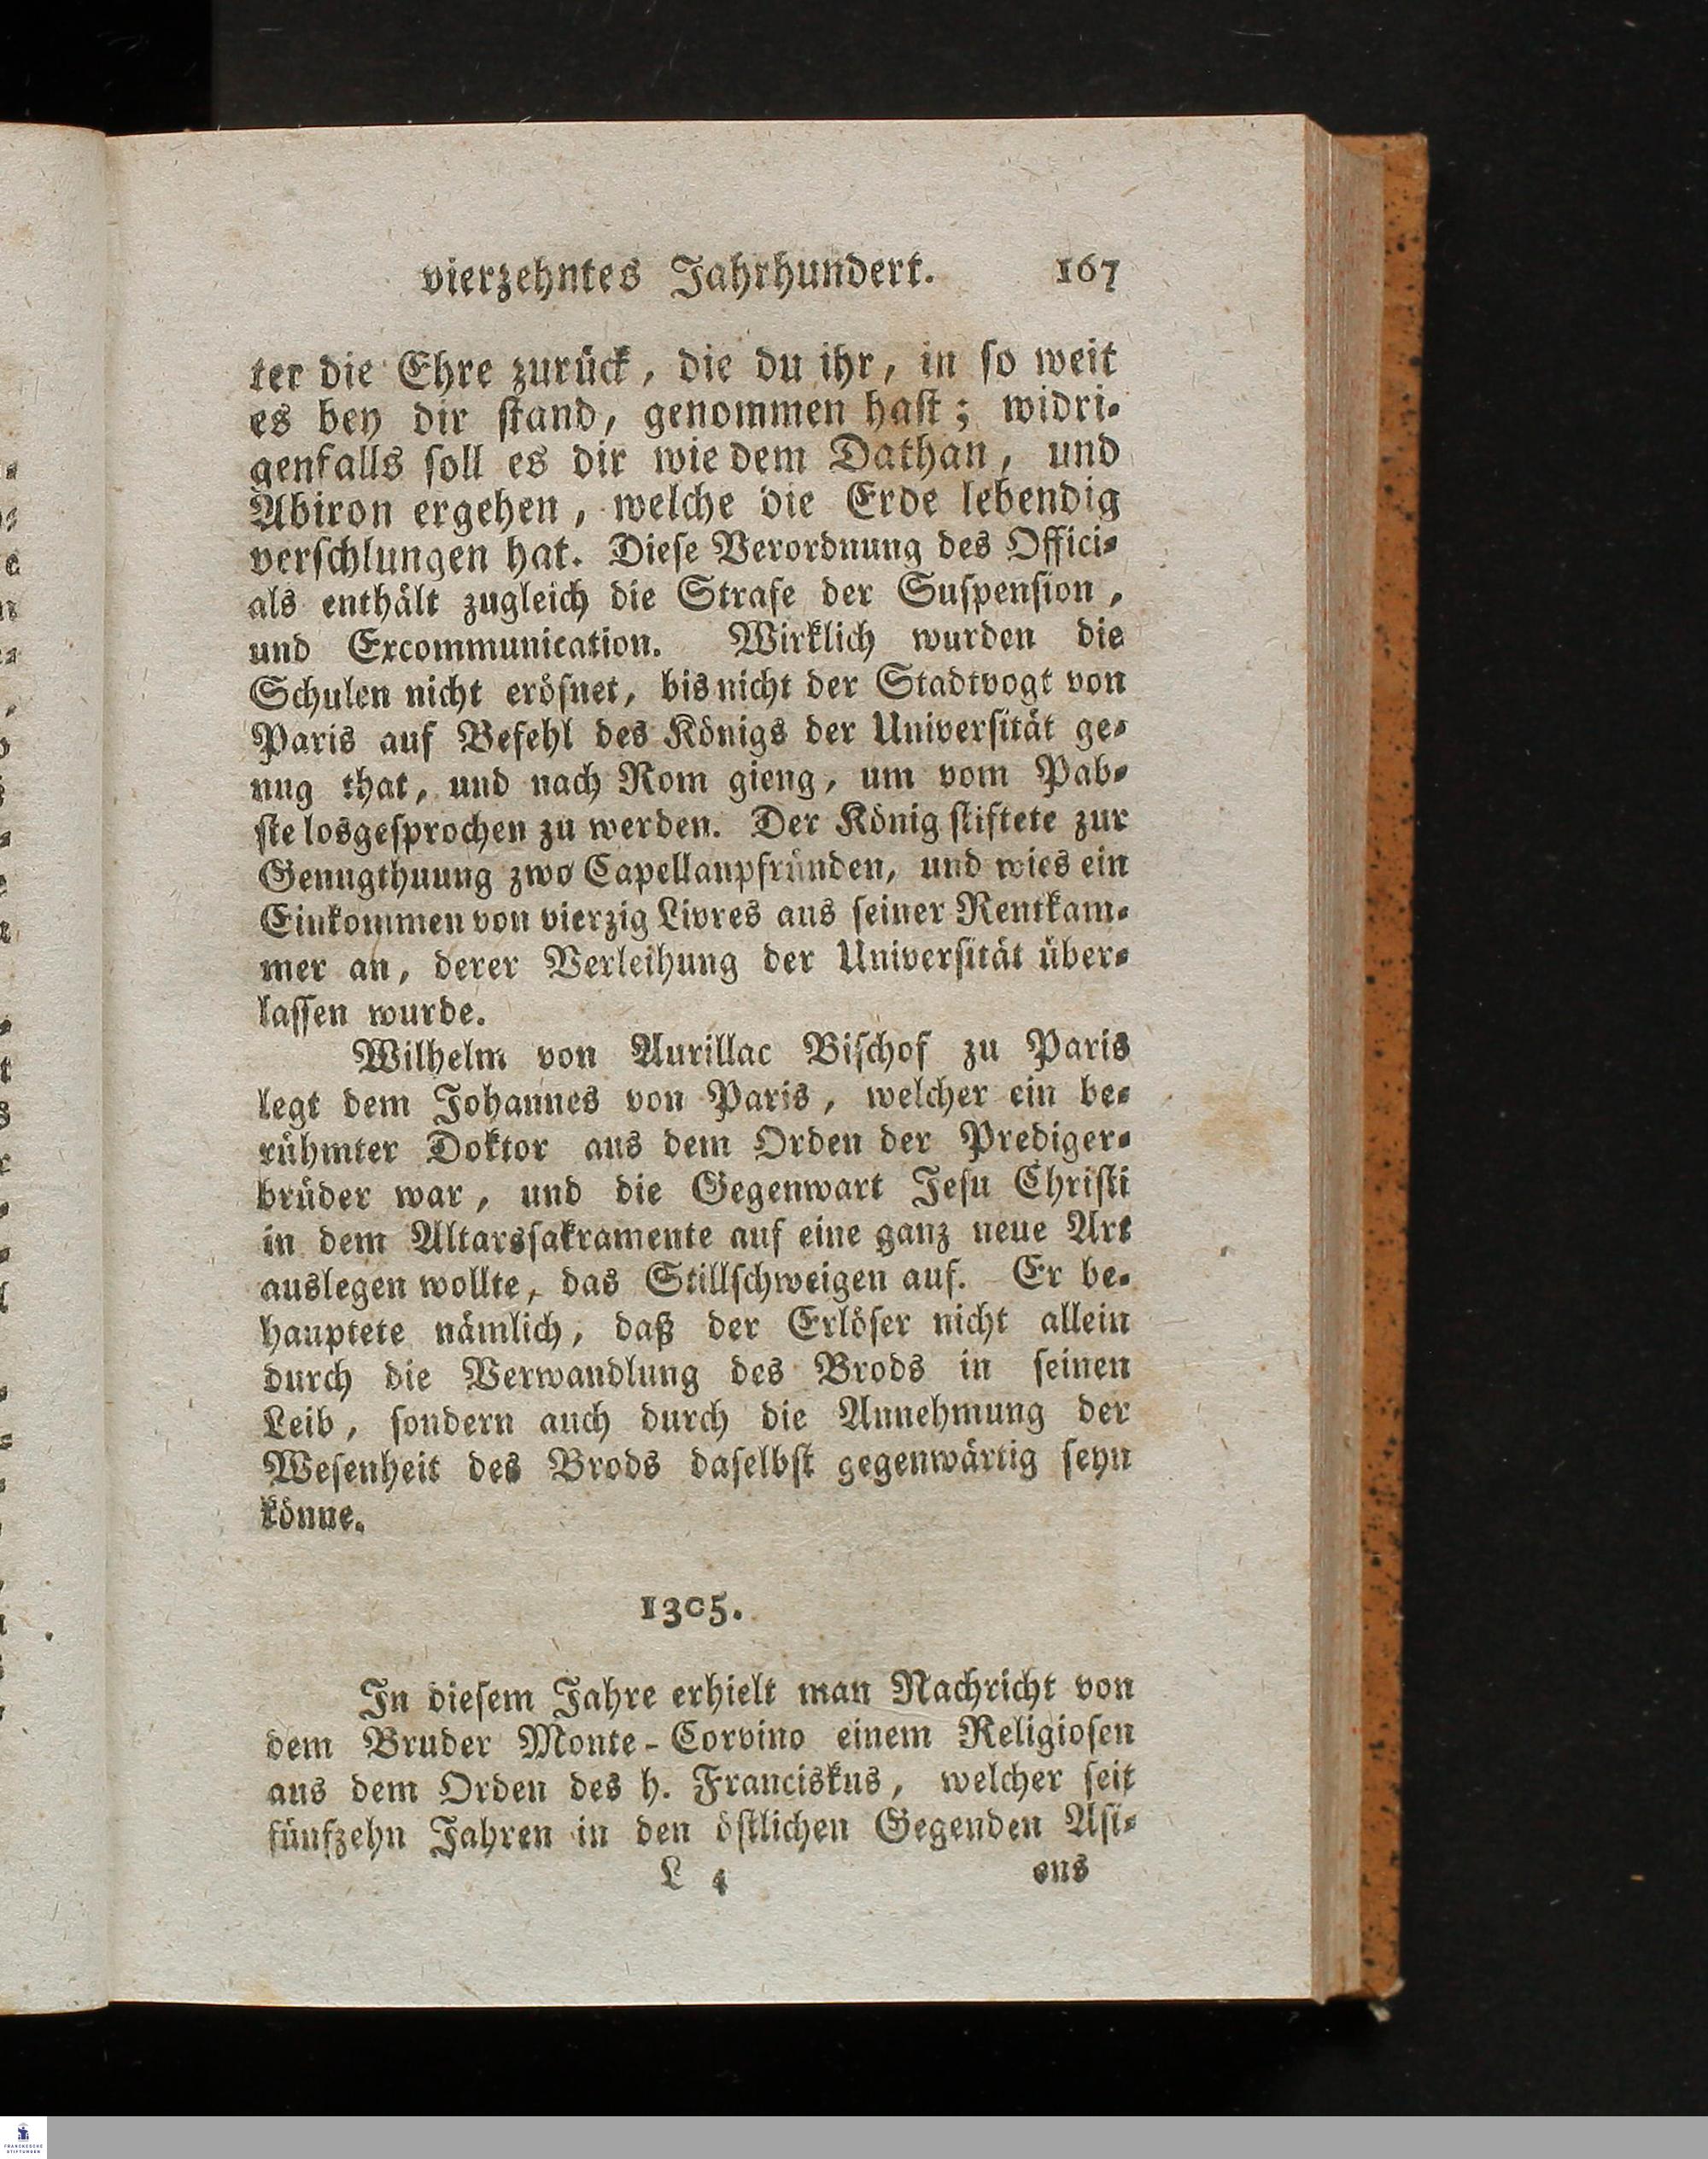 vierzehntes Jahrhundert. 167
ter die Ehre zurück, die du ihr, in so weit
es bey dir stand, genommen hast; widri-
genfalls soll es dir wie dem Dathan, und
Abiron ergehen, welche die Erde lebendig
verschlungen hat. Diese Verordnung des Offici-
als enthält zugleich die Strafe der Suspension,
und Excommunication. Wirklich wurden die
Schulen nicht eröfnet, bis nicht der Stadtvogt von
Paris auf Befehl des Königs der Universität ge-
nug that, und nach Rom gieng, um vom Pab-
ste losgesprochen zu werden. Der König stiftete zur
Genugthuung zwo Capellanpfründen, und wies ein
Einkommen von vierzig Livres aus seiner Rentkam-
mer an, derer Verleihung der Universität über-
lassen wurde.
Wilhelm von Aurillac Bischof zu Paris
legt dem Johannes von Paris, welcher ein be-
rühmter Doktor aus dem Orden der Prediger-
brüder war, und die Gegenwart Jesu Christi
in dem Altarssakramente auf eine ganz neue Art
auslegen wollte, das Stillschweigen auf. Er be-
hauptete nämlich, daß der Erlöser nicht allein
durch die Verwandlung des Brods in seinen
Leib, sondern auch durch die Annehmung der
Wesenheit des Brods daselbst gegenwärtig seyn
könne.
1305.
In diesem Jahre erhielt man Nachricht von
dem Bruder Monte-Corvino einem Religiosen
aus dem Orden des h. Franciskus, welcher seit
fünfzehn Jahren in den östlichen Gegenden Asi-
L 4 ens
FRANCKESCHE
STIFTUNGEN